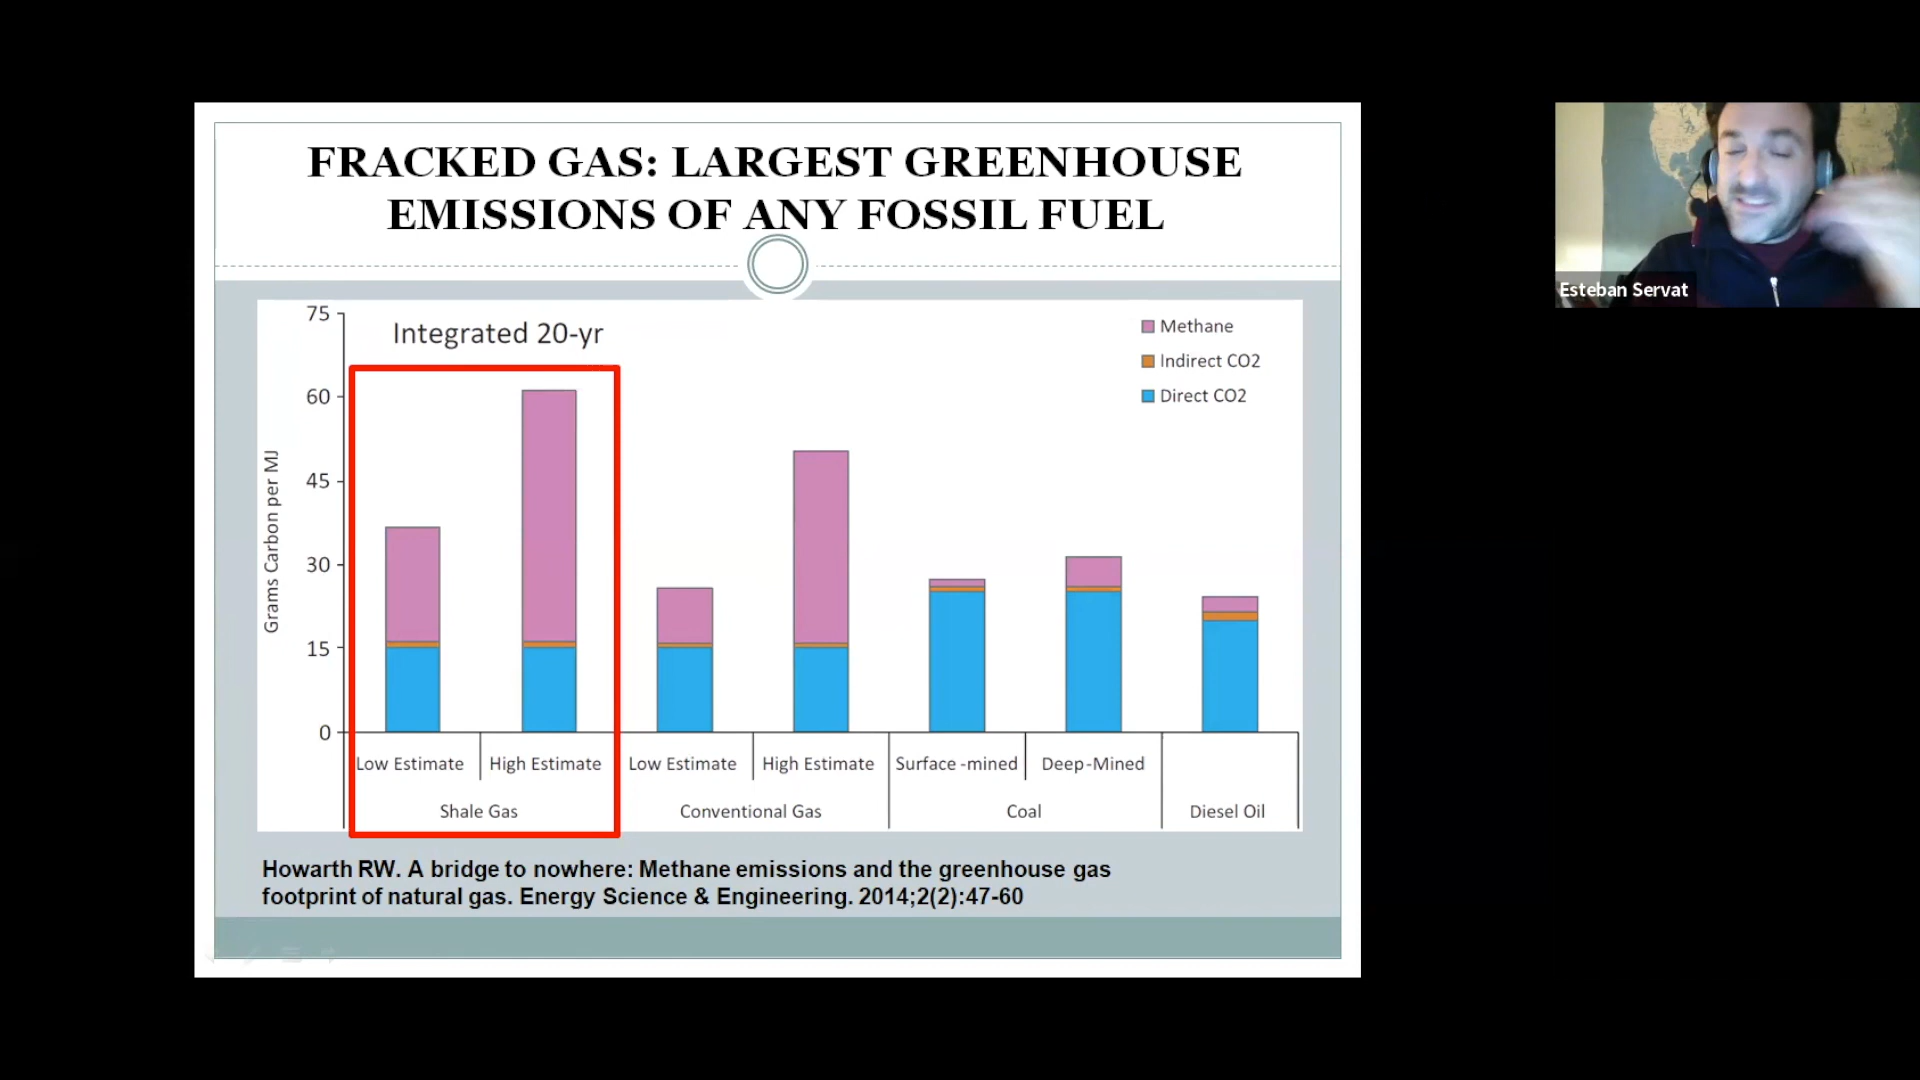 FRACKED GAS: LARGEST GREENHOUSE
EMISSIONS OF ANY FOSSIL FUEL
Esteban Servat
Integrated 20-yr
Methane
Indirect CO2
Direct CO2
Grams Carbon per MJ
75
60
45
30
15
0
Low Estimate
High Estimate
Low Estimate
High Estimate
Surface -mined
Deep-Mined
Shale Gas
Conventional Gas
Coal
Diesel Oil
Howarth RW. A bridge to nowhere: Methane emissions and the greenhouse gas
footprint of natural gas. Energy Science & Engineering. 2014;2(2):47-60